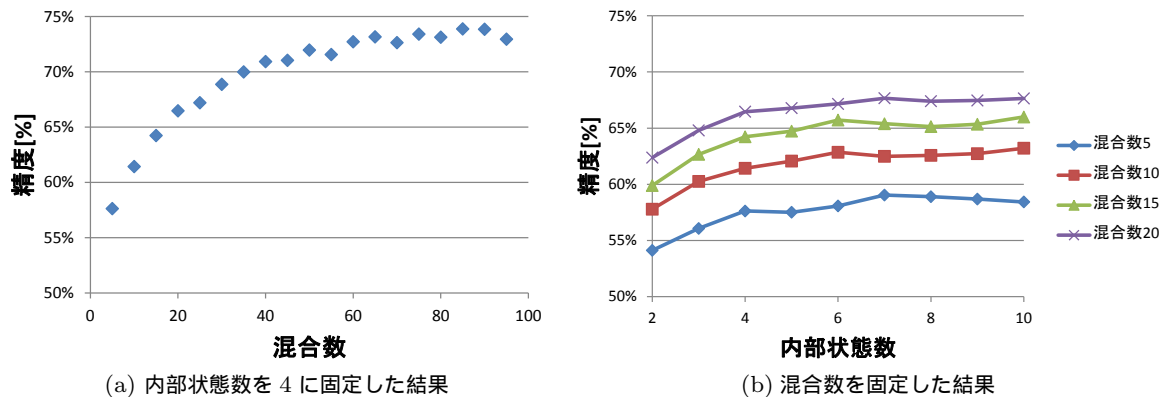 75%
70%
65%
60%
55%
50%
精度[%]
0
20
40
60
80
100
混合数
(a) 内部状態数を 4 に固定した結果
75%
70%
65%
60%
55%
50%
精度[%]
2
4
6
8
10
内部状態数
混合数5
混合数10
混合数15
混合数20
(b) 混合数を固定した結果